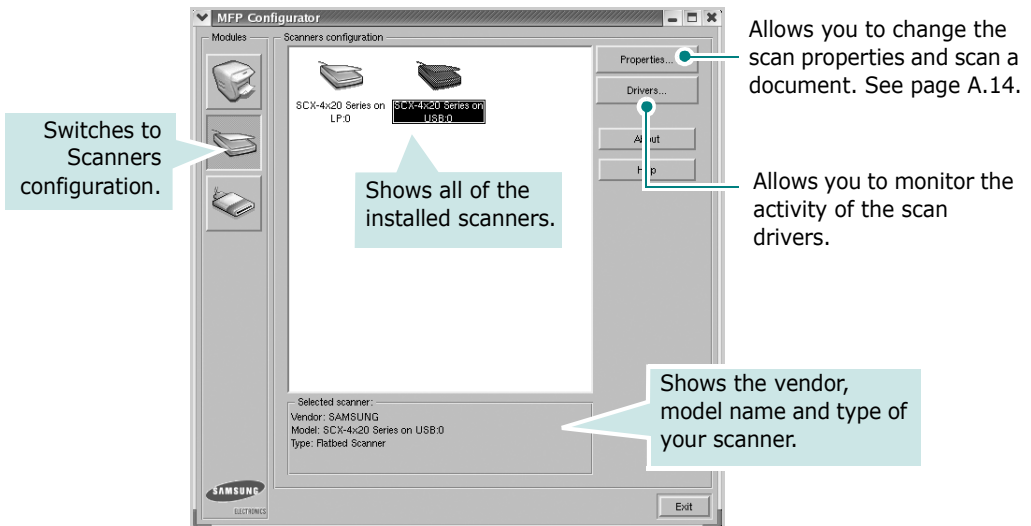 MFP Configurator
Modules
Scanners configuration
SCX-4x20 Series on
LP:0
SCX-4x20 Series on
USB:0
Properties...
Drivers...
About
Help
Allows you to change the
scan properties and scan a
document. See page A.14.
Switches to
Scanners
configuration.
Shows all of the
installed scanners.
Allows you to monitor the
activity of the scan
drivers.
Selected scanner:
Vendor: SAMSUNG
Model: SCX-4x20 Series on USB:0
Type: Flatbed Scanner
Shows the vendor,
model name and type of
your scanner.
SAMSUNG
ELECTRONICS
Exit